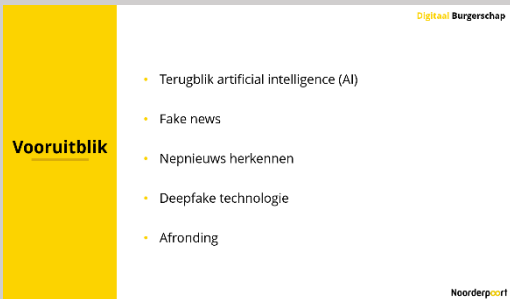 Digitaal Burgerschap
Vooruitblik
• Terugblik artificial intelligence (AI)
• Fake news
• Nepnieuws herkennen
• Deepfake technologie
• Afronding
Noorderpoort